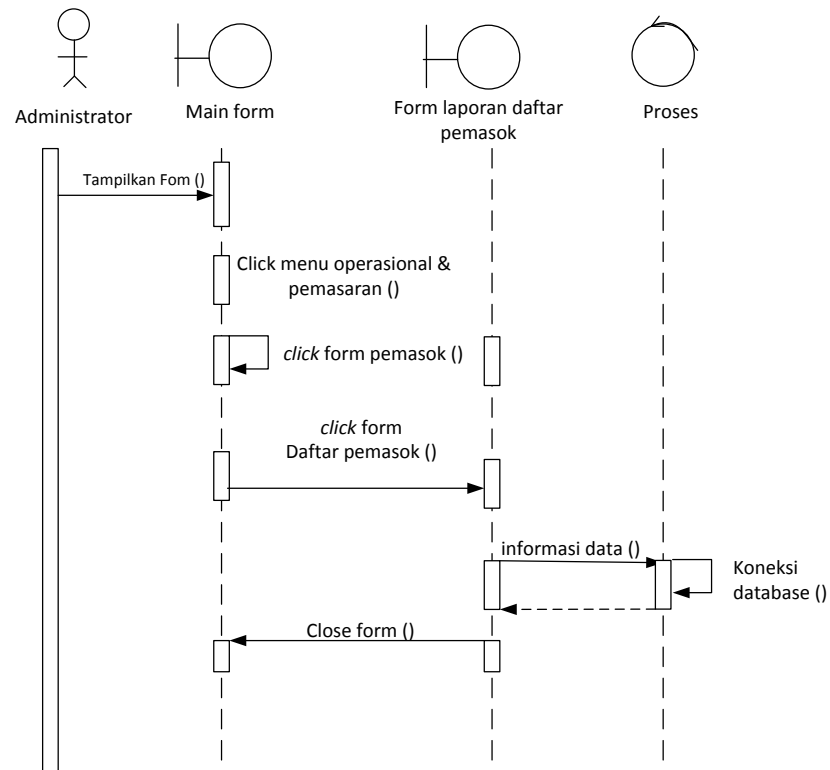 Administrator
Main form
Form laporan daftar
pemasok
Proses
Tampilkan Fom ()
Click menu operasional &
pemasaran ()
click form pemasok ()
click form
Daftar pemasok ()
informasi data ()
Koneksi
database ()
Close form ()